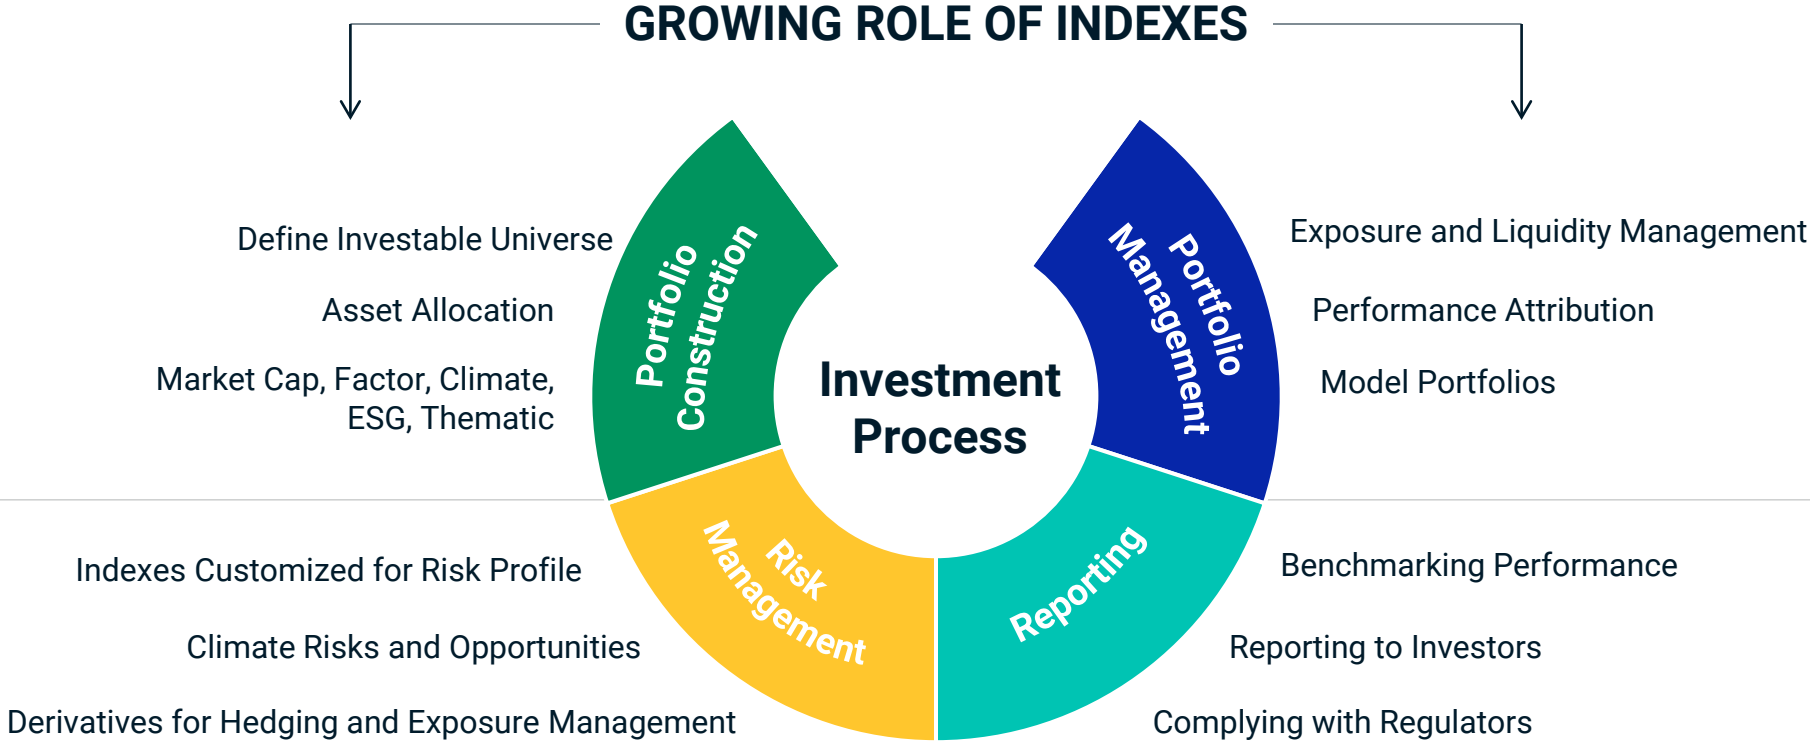 GROWING ROLE OF INDEXES
Define Investable Universe
Asset Allocation
Market Cap, Factor, Climate,
ESG, Thematic
Portfolio
Construction
Investment
Process
Portfolio
Management
Exposure and Liquidity Management
Performance Attribution
Model Portfolios
Indexes Customized for Risk Profile
Climate Risks and Opportunities
Derivatives for Hedging and Exposure Management
Risk
Management
Reporting
Benchmarking Performance
Reporting to Investors
Complying with Regulators